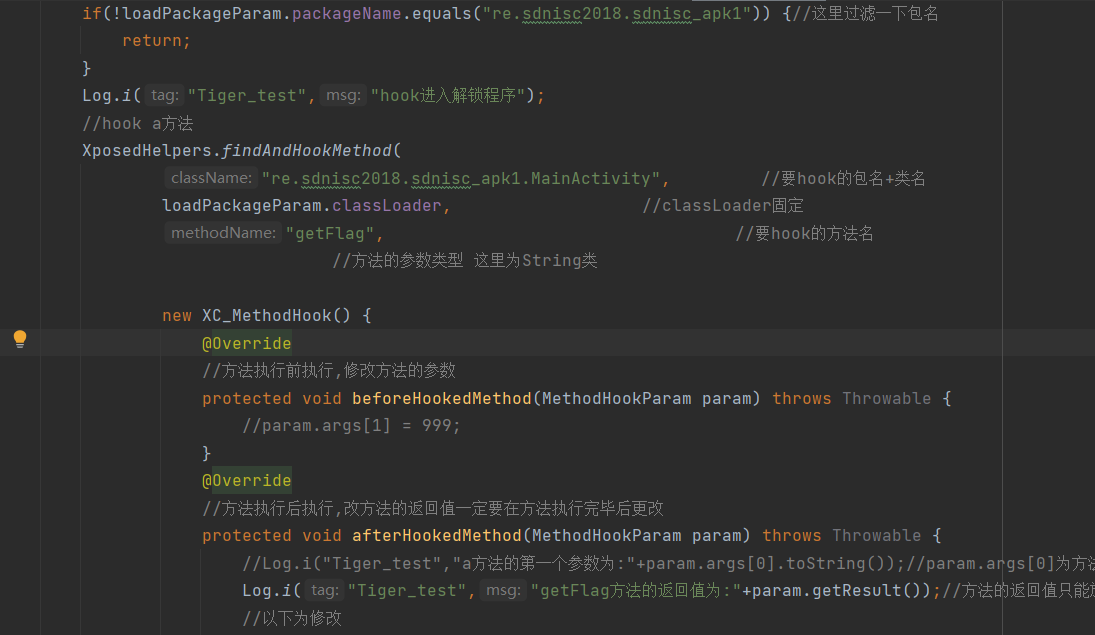 if(!loadPackageParam.packageName.equals("re.sdnisc2018.sdnisc_apk1")) {//这里过滤一下包名
return;
}
Log.i( tag: "Tiger_test", msg: "hook进入解锁程序");
//hook a方法
XposedHelpers.findAndHookMethod(
className: "re.sdnisc2018.sdnisc_apk1.MainActivity", //要hook的包名+类名
loadPackageParam.classLoader, //classLoader固定
methodName: "getFlag", //要hook的方法名
//方法的参数类型 这里为String类
new XC_MethodHook() {
@Override
//方法执行前执行,修改方法的参数
protected void beforeHookedMethod(MethodHookParam param) throws Throwable {
//param.args[1] = 999;
}
@Override
//方法执行后执行,改方法的返回值一定要在方法执行完毕后更改
protected void afterHookedMethod(MethodHookParam param) throws Throwable {
//Log.i("Tiger_test","a方法的第一个参数为:"+param.args[0].toString());//param.args[0]为方法
Log.i( tag: "Tiger_test", msg: "getFlag方法的返回值为:"+param.getResult());//方法的返回值只能
//以下为修改